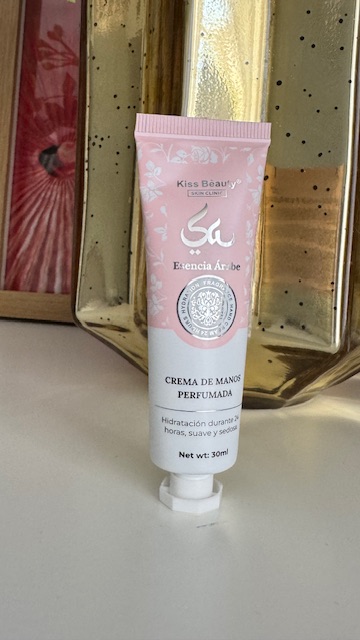 Kiss Beauty
SKIN CLINIC
Esencia Árabe
CREMA DE MANOS
PERFUMADA
Hidratación durante 24
horas, suave y sedosa.
Net wt: 30ml